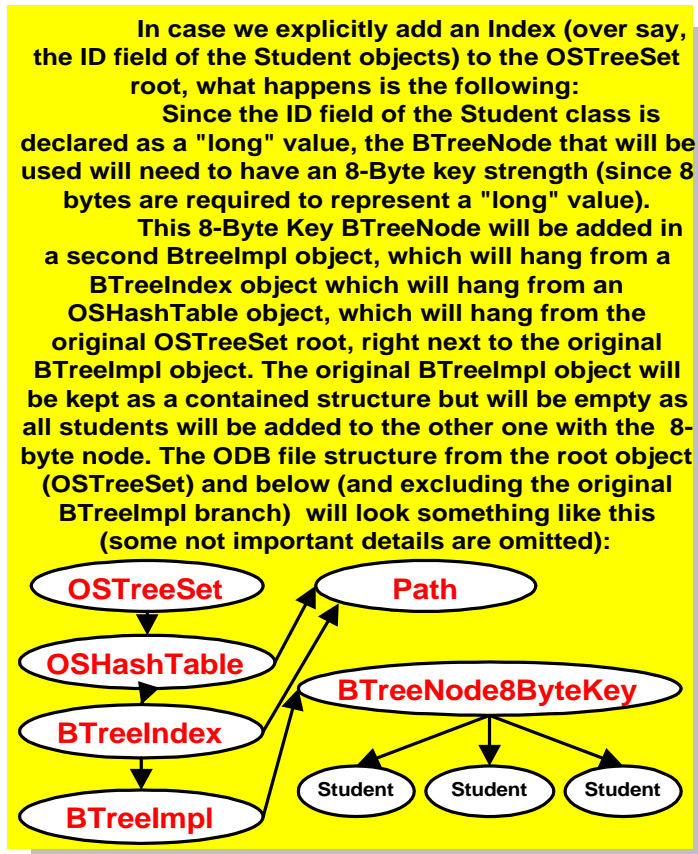 In case we explicitly add an Index (over say,
the ID field of the Student objects) to the OSTreeSet
root, what happens is the following:
Since the ID field of the Student class is
declared as a "long" value, the BTreeNode that will be
used will need to have an 8-Byte key strength (since 8
bytes are required to represent a "long" value).
This 8-Byte Key BTreeNode will be added in
a second BtreeImpl object, which will hang from a
BTreeIndex object which will hang from an
OSHashTable object, which will hang from the
original OSTreeSet root, right next to the original
BTreeImpl object. The original BTreeImpl object will
be kept as a contained structure but will be empty as
all students will be added to the other one with the 8-
byte node. The ODB file structure from the root object
(OSTreeSet) and below (and excluding the original
BTreeImpl branch) will look something like this
(some not important details are omitted):
OSTreeSet
Path
OSHashTable
BTreeNode8ByteKey
BTreeIndex
Student
Student
Student
BTreeImpl